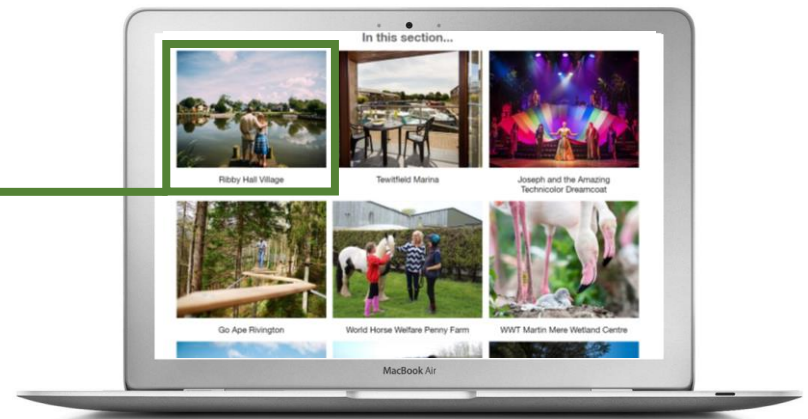 In this section...
Ribby Hall Village
Tewitfield Marina
Joseph and the Amazing
Technicolor Dreamcoat
Go Ape Rivington
World Horse Welfare Penny Farm
WWT Martin Mere Wetland Centre
MacBook Air